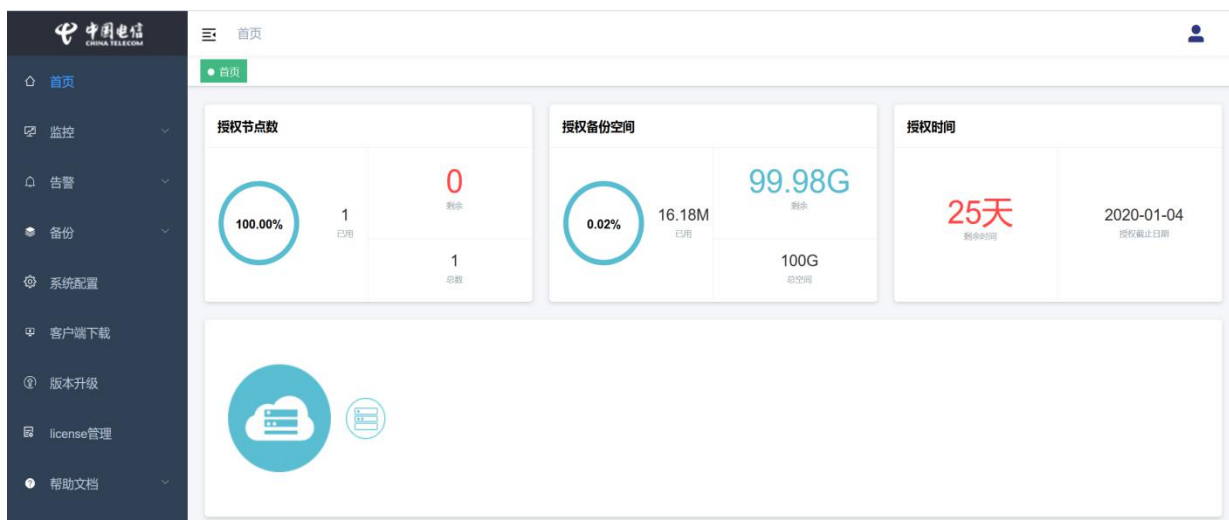 中国电信
CHINA TELECOM
首页
监控
告警
备份
系统配置
客户端下载
版本升级
license管理
帮助文档
首页
首页
授权节点数
100.00%
1
已用
0
剩余
1
总数
授权备份空间
0.02%
16.18M
已用
99.98G
剩余
100G
总空间
授权时间
25天
剩余时间
2020-01-04
授权截止日期